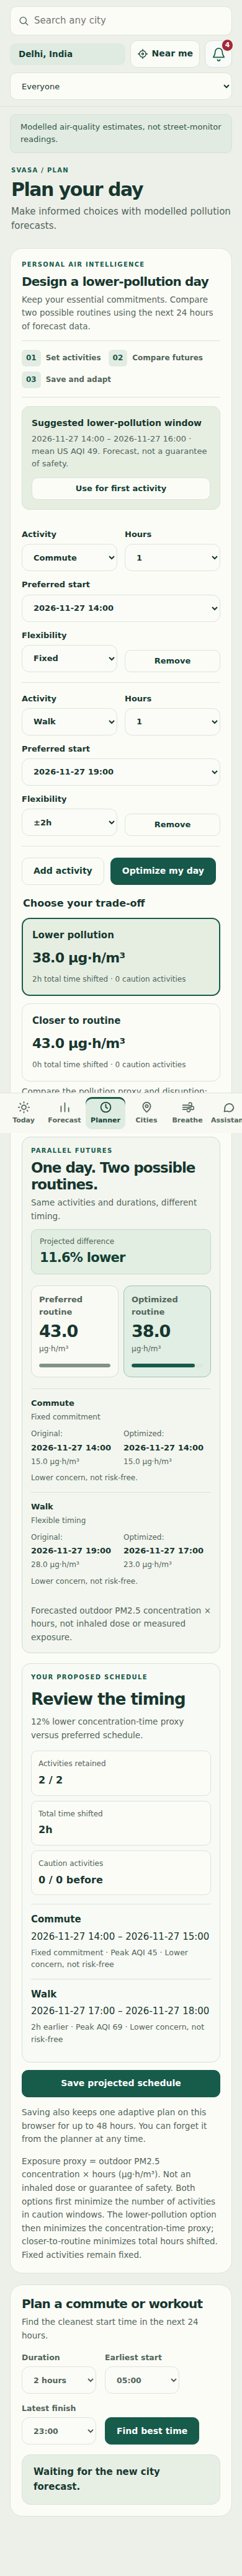 Search any city
Delhi, India
Near me
4
Everyone
Modelled air-quality estimates, not street-monitor
readings.
SVASA / PLAN
Plan your day
Make informed choices with modelled pollution
forecasts.
PERSONAL AIR INTELLIGENCE
Design a lower-pollution day
Keep your essential commitments. Compare
two possible routines using the next 24 hours
of forecast data.
01 Set activities 02 Compare futures
03 Save and adapt
Suggested lower-pollution window
2026-11-27 14:00 – 2026-11-27 16:00 ·
mean US AQI 49. Forecast, not a guarantee
of safety.
Use for first activity
Activity Hours
Commute 1
Preferred start
2026-11-27 14:00
Flexibility
Fixed Remove
Activity Hours
Walk 1
Preferred start
2026-11-27 19:00
Flexibility
±2h Remove
Add activity Optimize my day
Choose your trade-off
Lower pollution
38.0 µg·h/m³
2h total time shifted · 0 caution activities
Closer to routine
43.0 µg·h/m³
0h total time shifted · 0 caution activities
Compare the pollution proxy and disruption:
Today Forecast Planner Cities Breathe Assistan
PARALLEL FUTURES
One day. Two possible
routines.
Same activities and durations, different
timing.
Projected difference
11.6% lower
Preferred
routine
43.0
µg·h/m³
Optimized
routine
38.0
µg·h/m³
Commute
Fixed commitment
Original: Optimized:
2026-11-27 14:00 2026-11-27 14:00
15.0 µg·h/m³ 15.0 µg·h/m³
Lower concern, not risk-free.
Walk
Flexible timing
Original: Optimized:
2026-11-27 19:00 2026-11-27 17:00
28.0 µg·h/m³ 23.0 µg·h/m³
Lower concern, not risk-free.
Forecasted outdoor PM2.5 concentration ×
hours, not inhaled dose or measured
exposure.
YOUR PROPOSED SCHEDULE
Review the timing
12% lower concentration-time proxy
versus preferred schedule.
Activities retained
2 / 2
Total time shifted
2h
Caution activities
0 / 0 before
Commute
2026-11-27 14:00 – 2026-11-27 15:00
Fixed commitment · Peak AQI 45 · Lower
concern, not risk-free
Walk
2026-11-27 17:00 – 2026-11-27 18:00
2h earlier · Peak AQI 69 · Lower concern, not
risk-free
Save projected schedule
Saving also keeps one adaptive plan on this
browser for up to 48 hours. You can forget it
from the planner at any time.
Exposure proxy = outdoor PM2.5
concentration × hours (µg·h/m³). Not an
inhaled dose or guarantee of safety. Both
options first minimize the number of activities
in caution windows. The lower-pollution option
then minimizes the concentration-time proxy;
closer-to-routine minimizes total hours shifted.
Fixed activities remain fixed.
Plan a commute or workout
Find the cleanest start time in the next 24
hours.
Duration Earliest start
2 hours 05:00
Latest finish
23:00 Find best time
Waiting for the new city
forecast.